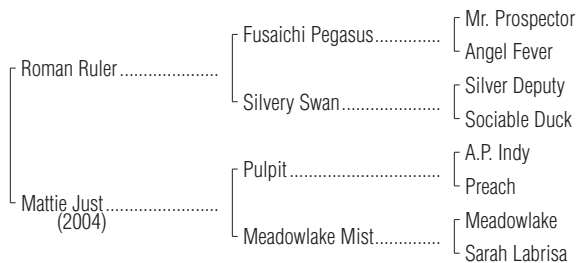 Mr. Prospector
Fusaichi Pegasus..............
Angel Fever
Roman Ruler.....................
Silver Deputy
Silvery Swan.....................
Sociable Duck
A.P. Indy
Pulpit................................
Preach
Mattie Just........................
(2004)
Meadowlake
Meadowlake Mist..............
Sarah Labrisa